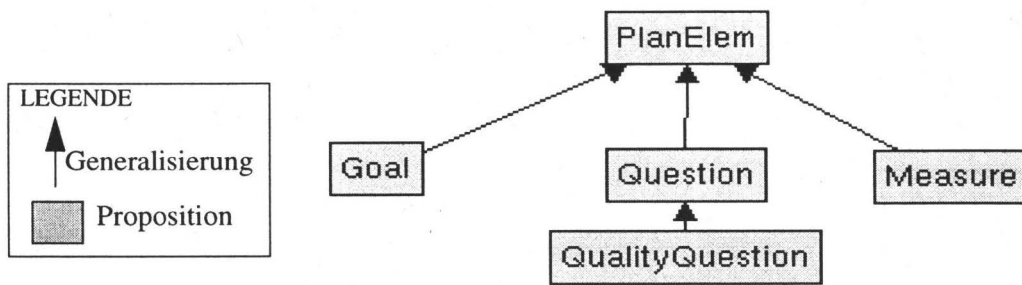 PlanElem
LEGENDE
Generalisierung
Proposition
Goal
Question
Measure
QualityQuestion